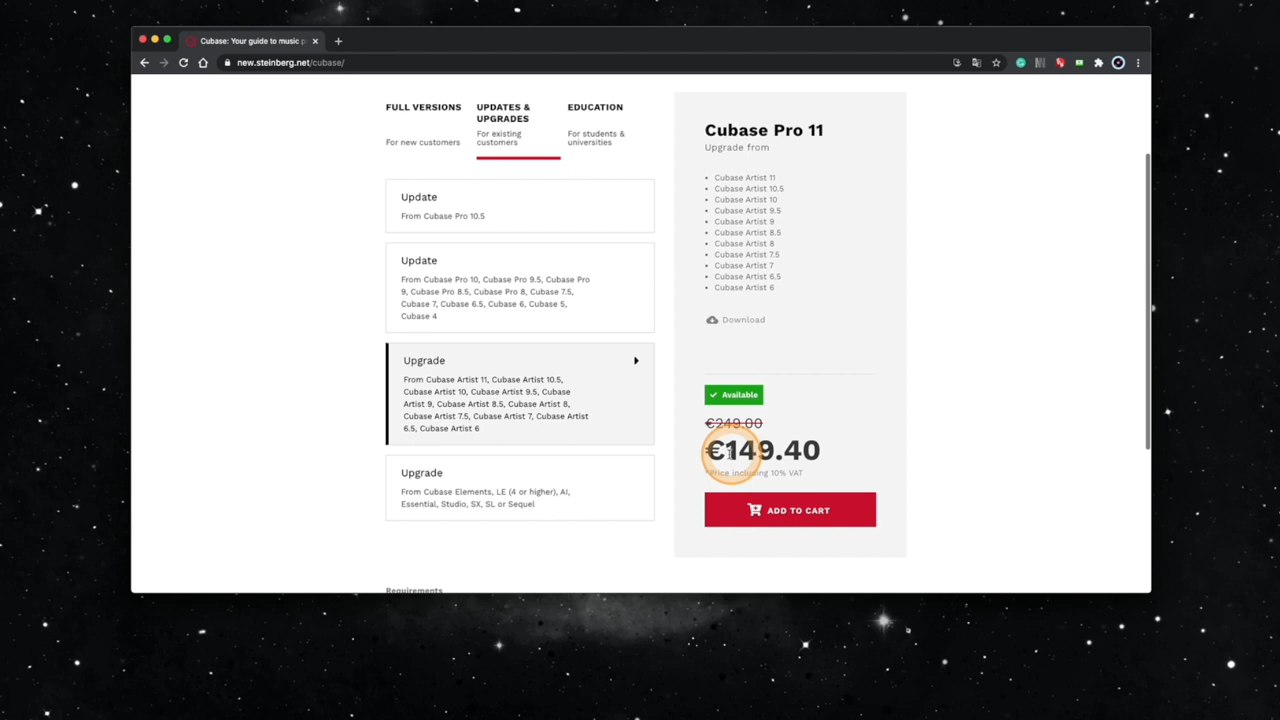 Cubase: Your guide to music p
new.steinberg.net/cubase/
FULL VERSIONS
For new customers
UPDATES &
UPGRADES
For existing
customers
EDUCATION
For students &
universities
Update
From Cubase Pro 10.5
Update
From Cubase Pro 10, Cubase Pro 9.5, Cubase Pro
9, Cubase Pro 8.5, Cubase Pro 8, Cubase 7.5,
Cubase 7, Cubase 6.5, Cubase 6, Cubase 5,
Cubase 4
Upgrade
From Cubase Artist 11, Cubase Artist 10.5,
Cubase Artist 10, Cubase Artist 9.5, Cubase
Artist 9, Cubase Artist 8.5, Cubase Artist 8,
Cubase Artist 7.5, Cubase Artist 7, Cubase Artist
6.5, Cubase Artist 6
Upgrade
From Cubase Elements, LE (4 or higher), AI,
Essential, Studio, SX, SL or Sequel
Requirements
Cubase Pro 11
Upgrade from
• Cubase Artist 11
• Cubase Artist 10.5
• Cubase Artist 10
• Cubase Artist 9.5
• Cubase Artist 9
• Cubase Artist 8.5
• Cubase Artist 8
• Cubase Artist 7.5
• Cubase Artist 7
• Cubase Artist 6.5
• Cubase Artist 6
Download
Available
€249.00
€149.40
*Price including 10% VAT
ADD TO CART